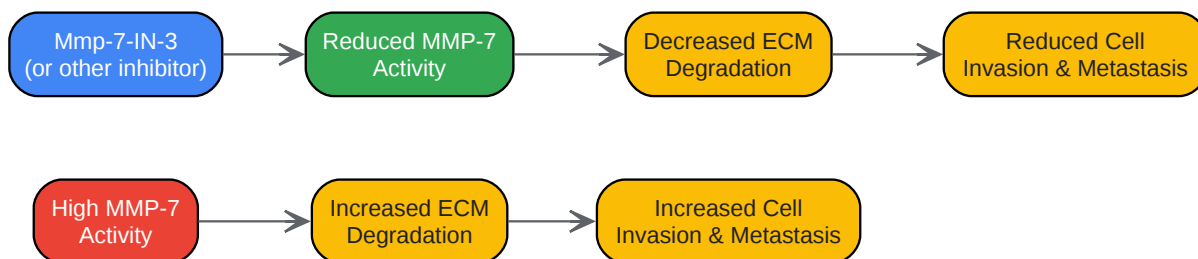 Mmp-7-IN-3
(or other inhibitor)
Reduced MMP-7
Activity
Decreased ECM
Degradation
Reduced Cell
Invasion & Metastasis
High MMP-7
Activity
Increased ECM
Degradation
Increased Cell
Invasion & Metastasis